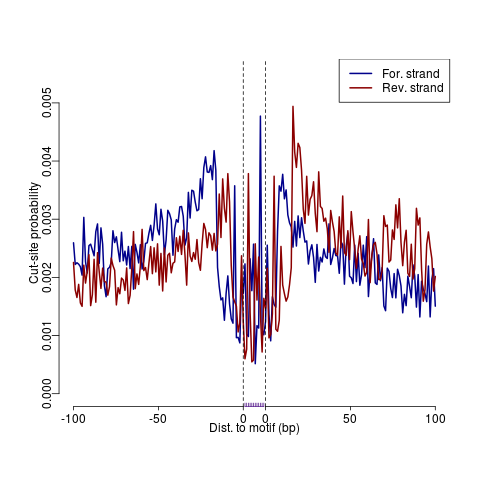 For. strand
Rev. strand
Cut-site probability
0.005
0.004
0.003
0.002
0.001
0.000
-100 -50 0 0 50 100
Dist. to motif (bp)